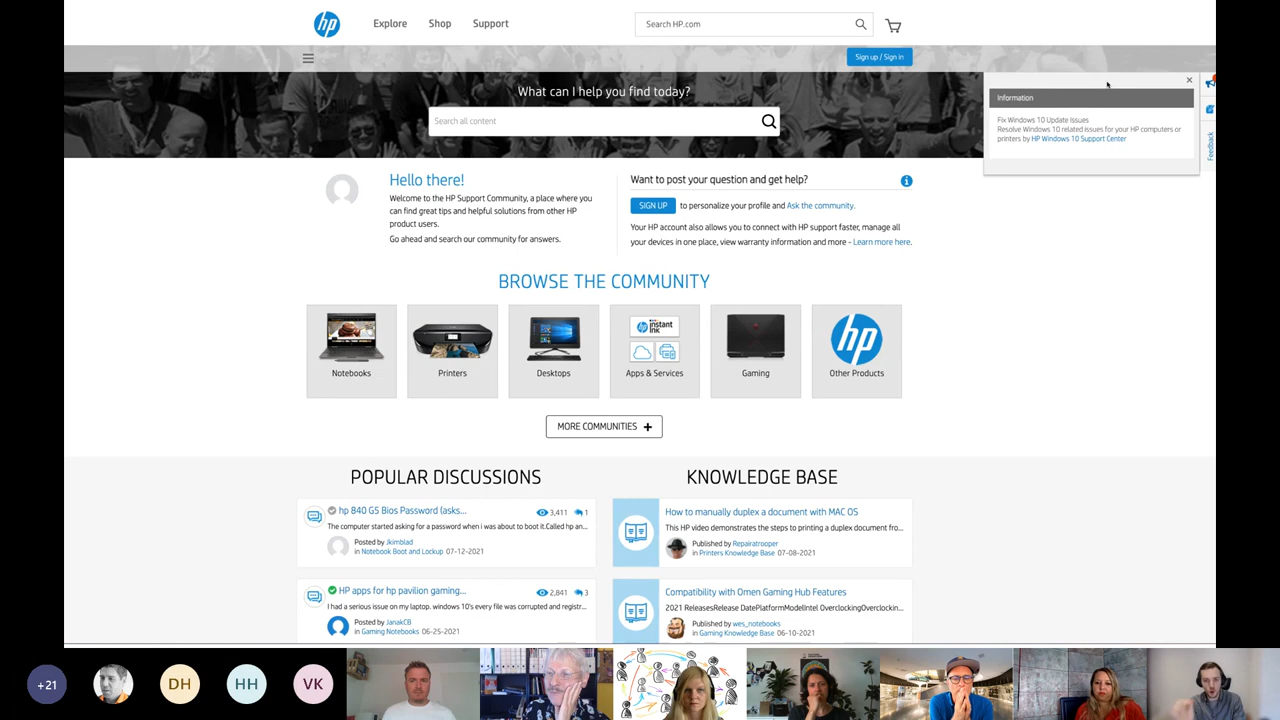 hp
Explore
Shop
Support
Search HP.com
Sign up / Sign in
What can I help you find today?
Search all content
Information
Fix Windows 10 Update Issues
Resolve Windows 10 related issues for your HP computers or
printers by HP Windows 10 Support Center
Feedback
Hello there!
Welcome to the HP Support Community, a place where you
can find great tips and helpful solutions from other HP
product users.
Go ahead and search our community for answers.
Want to post your question and get help?
SIGN UP to personalize your profile and Ask the community.
Your HP account also allows you to connect with HP support faster, manage all
your devices in one place, view warranty information and more - Learn more here.
BROWSE THE COMMUNITY
hp instant ink
hp
Notebooks
Printers
Desktops
Apps & Services
Gaming
Other Products
MORE COMMUNITIES +
POPULAR DISCUSSIONS
hp 840 G5 Bios Password (asks... 3,411 1
The computer started asking for a password when i was about to boot it.Called hp an...
Posted by Jkimblad
in Notebook Boot and Lockup 07-12-2021
HP apps for hp pavilion gaming... 2,841 3
I had a serious issue on my laptop. windows 10's every file was corrupted and registr...
Posted by JanakCB
in Gaming Notebooks 06-25-2021
KNOWLEDGE BASE
How to manually duplex a document with MAC OS
This HP video demonstrates the steps to printing a duplex document fro...
Published by Repairatrooper
in Printers Knowledge Base 07-08-2021
Compatibility with Omen Gaming Hub Features
2021 ReleasesRelease DatePlatformModelIntel OverclockingOverclockin...
Published by wes_notebooks
in Gaming Knowledge Base 06-10-2021
+21
DH
HH
VK